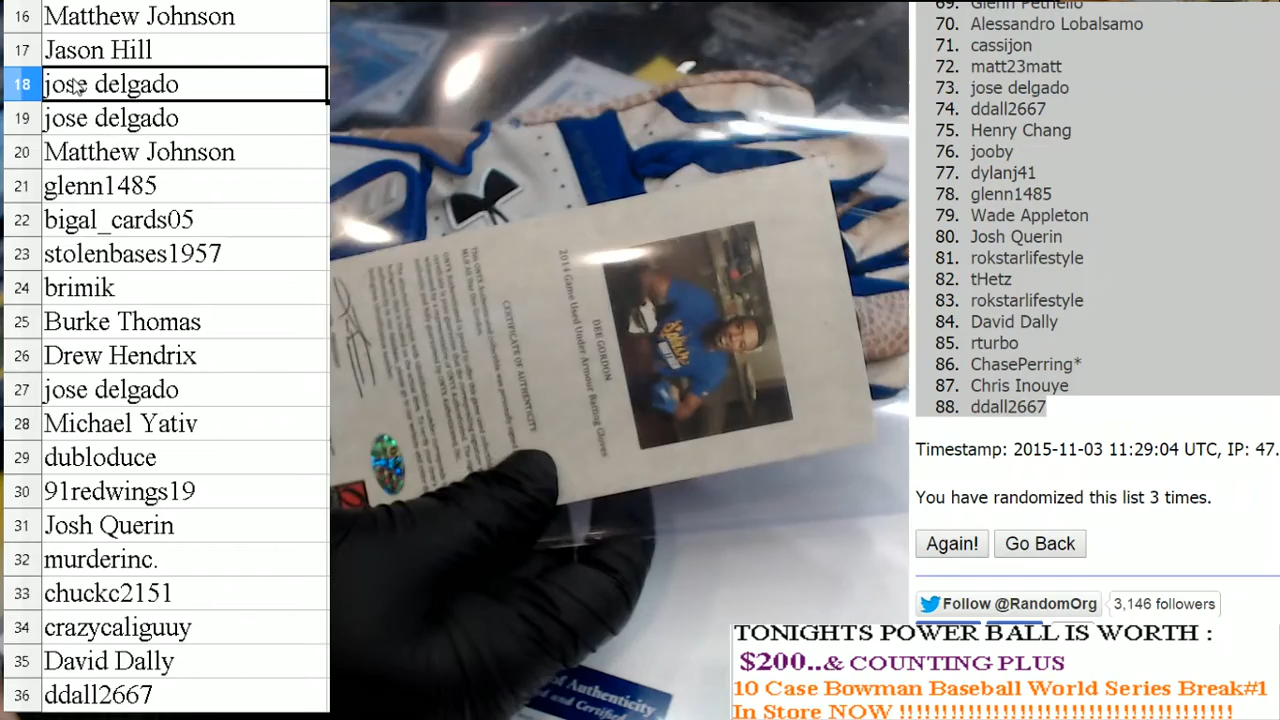 16 Matthew Johnson
17 Jason Hill
18 jose delgado
19 jose delgado
20 Matthew Johnson
21 glenn1485
22 bigal_cards05
23 stolenbases1957
24 brimik
25 Burke Thomas
26 Drew Hendrix
27 jose delgado
28 Michael Yativ
29 dubloduce
30 91redwings19
31 Josh Querin
32 murderinc.
33 chuckc2151
34 crazycaliguuy
35 David Dally
36 ddall2667
DEE GORDON
2014 Game Used Under Armour Batting Gloves
CERTIFICATE OF AUTHENTICITY
of Authenticity
and Certified
69. Glenn Petriello
70. Alessandro Lobalsamo
71. cassijon
72. matt23matt
73. jose delgado
74. ddall2667
75. Henry Chang
76. jooby
77. dylanj41
78. glenn1485
79. Wade Appleton
80. Josh Querin
81. rokstarlifestyle
82. tHetz
83. rokstarlifestyle
84. David Dally
85. rturbo
86. ChasePerring*
87. Chris Inouye
88. ddall2667
Timestamp: 2015-11-03 11:29:04 UTC, IP: 47.
You have randomized this list 3 times.
Again! Go Back
Follow @RandomOrg 3,146 followers
TONIGHTS POWER BALL IS WORTH :
$200..& COUNTING PLUS
10 Case Bowman Baseball World Series Break#1
In Store NOW !!!!!!!!!!!!!!!!!!!!!!!!!!!!!!!!!!!!!